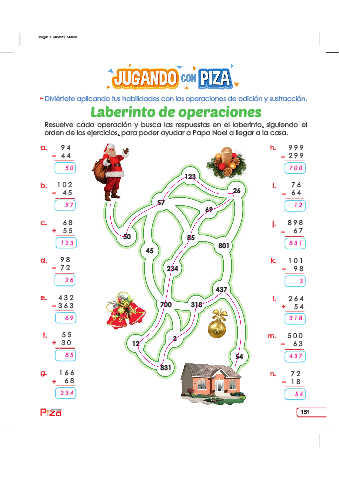 JUGANDO CON PIZA
Diviértete aplicando tus habilidades con las operaciones de adición y sustracción.
Laberinto de operaciones
Resuelve cada operación y busca las respuestas en el laberinto, siguiendo el
orden de los ejercicios, para poder ayudar a Papa Noel a llegar a la casa.
a. 94
- 44
50
b. 102
- 45
57
c. 68
+ 55
123
d. 98
- 72
26
e. 432
- 363
69
f. 55
+ 30
85
g. 166
+ 68
234
123
26
57
69
50
85
801
45
234
437
700
318
2
12
54
831
h. 999
- 299
700
i. 76
- 64
12
j. 898
- 67
831
k. 101
- 98
3
l. 264
+ 54
318
m. 500
- 63
437
n. 72
- 18
54
Piza
151